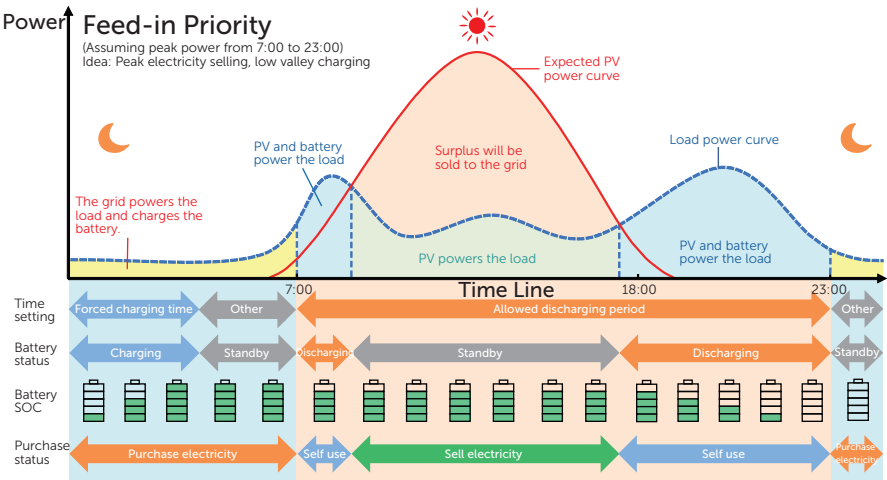 Power
Feed-in Priority
(Assuming peak power from 7:00 to 23:00)
Idea: Peak electricity selling, low valley charging
Expected PV
power curve
PV and battery
power the load
Surplus will be
sold to the grid
Load power curve
The grid powers the
load and charges the
battery.
PV powers the load
PV and battery
power the load
7:00
Time Line
18:00
23:00
Time
setting
Forced charging time
Other
Allowed discharging period
Other
Battery
status
Charging
Standby
Discharging
Standby
Discharging
Standby
Battery
SOC
Purchase
status
Purchase electricity
Self use
Sell electricity
Self use
Purchase
electricity